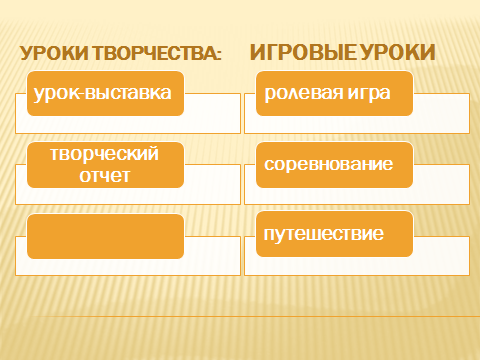 УРОКИ ТВОРЧЕСТВА:
урок-выставка
творческий
отчет
ИГРОВЫЕ УРОКИ
ролевая игра
соревнование
путешествие